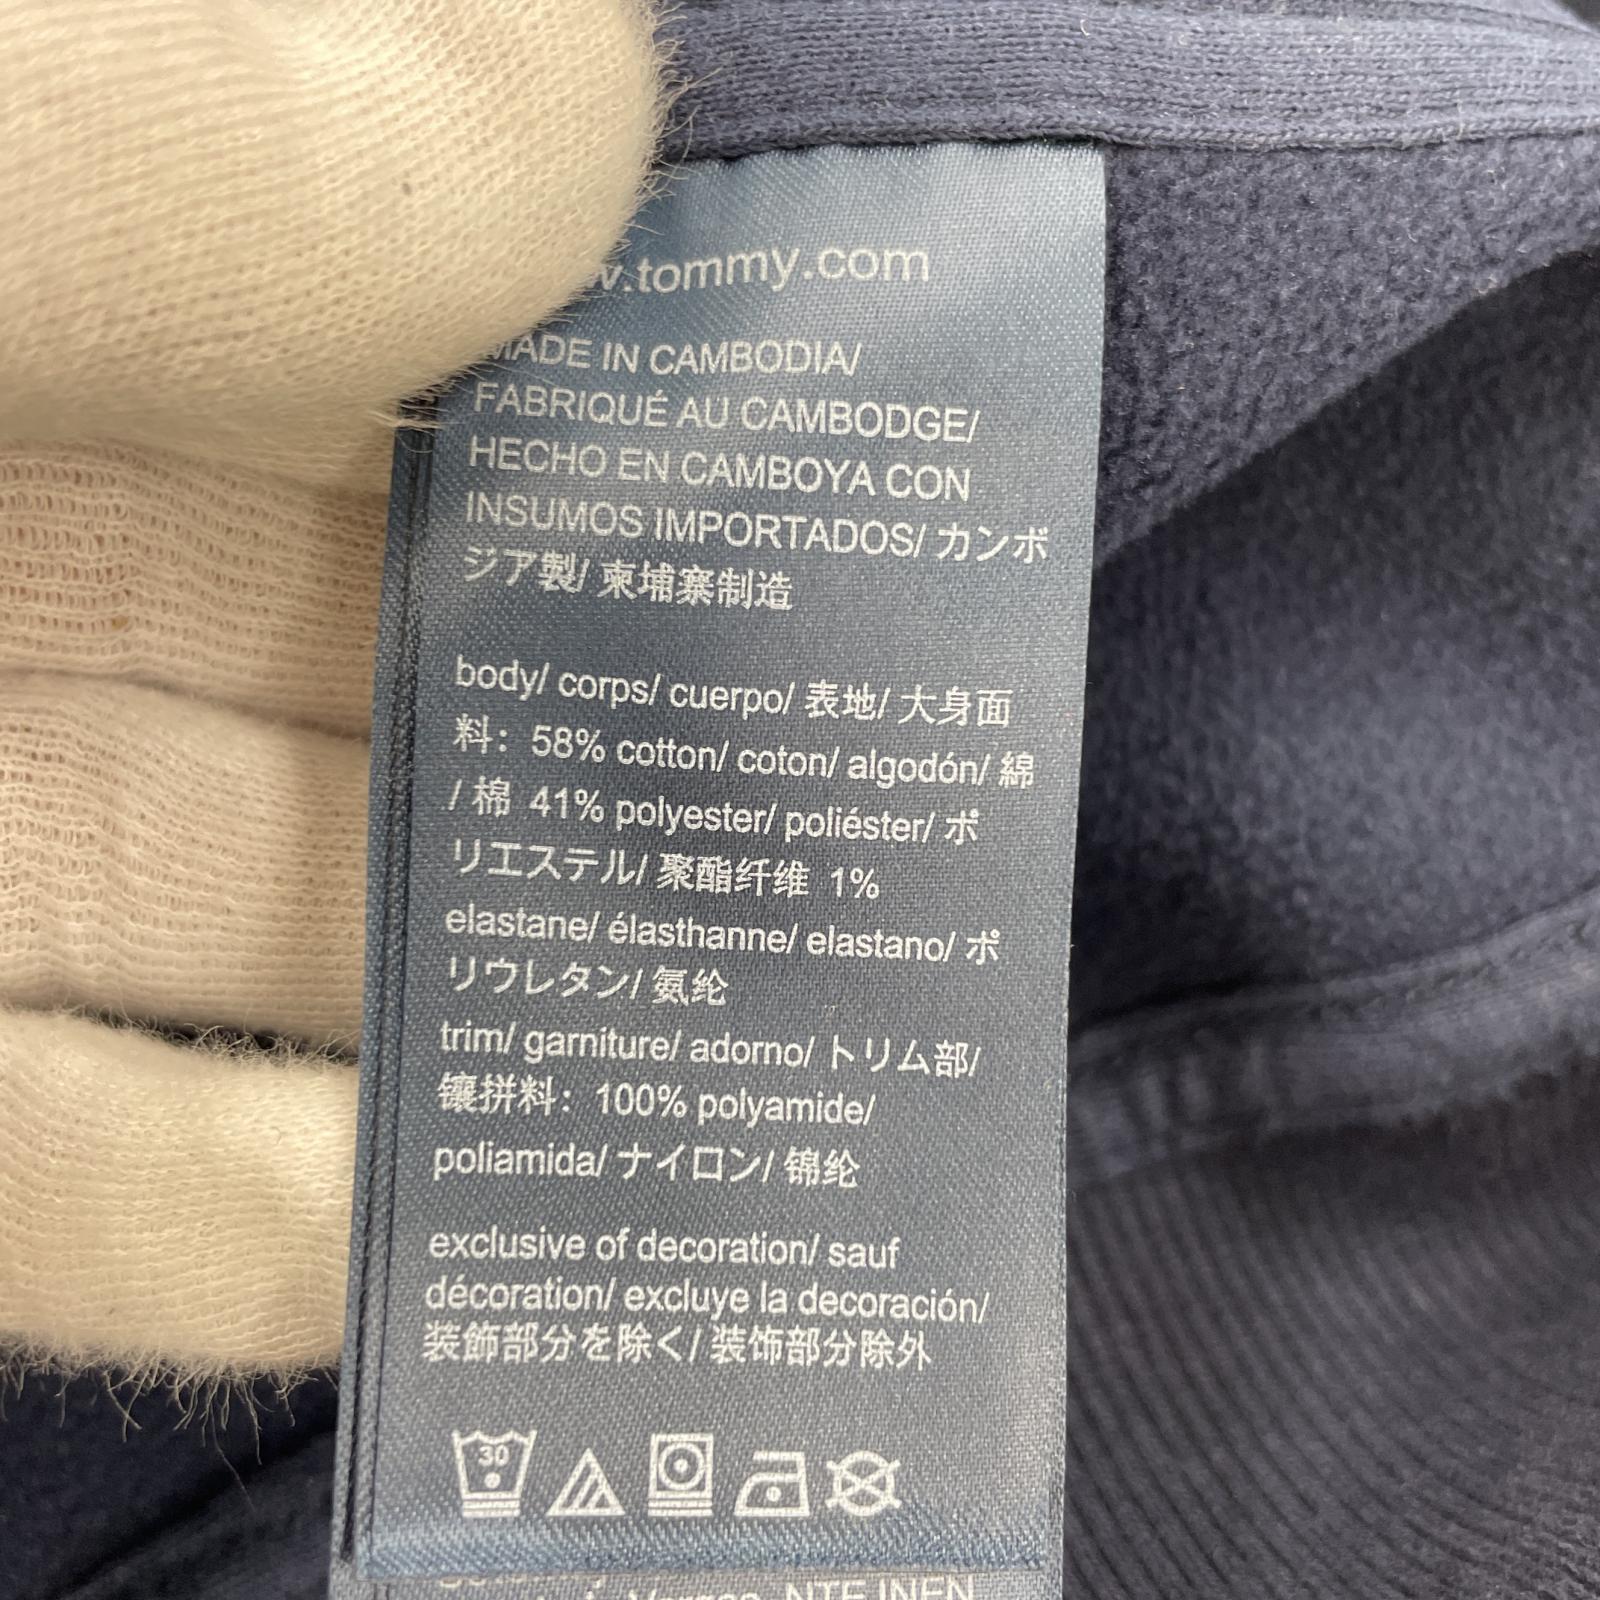 .tommy.com
MADE IN CAMBODIA/
FABRIQUÉ AU CAMBODGE/
HECHO EN CAMBOYA CON
INSUMOS IMPORTADOS/ カンボ
ジア製/ 柬埔寨制造
body/ corps/ cuerpo/ 表地/ 大身面
料：58% cotton/ coton/ algodón/ 綿
/ 棉 41% polyester/ poliéster/ ポ
リエステル/ 聚酯纤维 1%
elastane/ élasthanne/ elastano/ ポ
リウレタン/ 氨纶
trim/ garniture/ adorno/ トリム部/
镶拼料：100% polyamide/
poliamida/ ナイロン/ 锦纶
exclusive of decoration/ sauf
décoration/ excluye la decoración/
装飾部分を除く/ 装饰部分除外
30